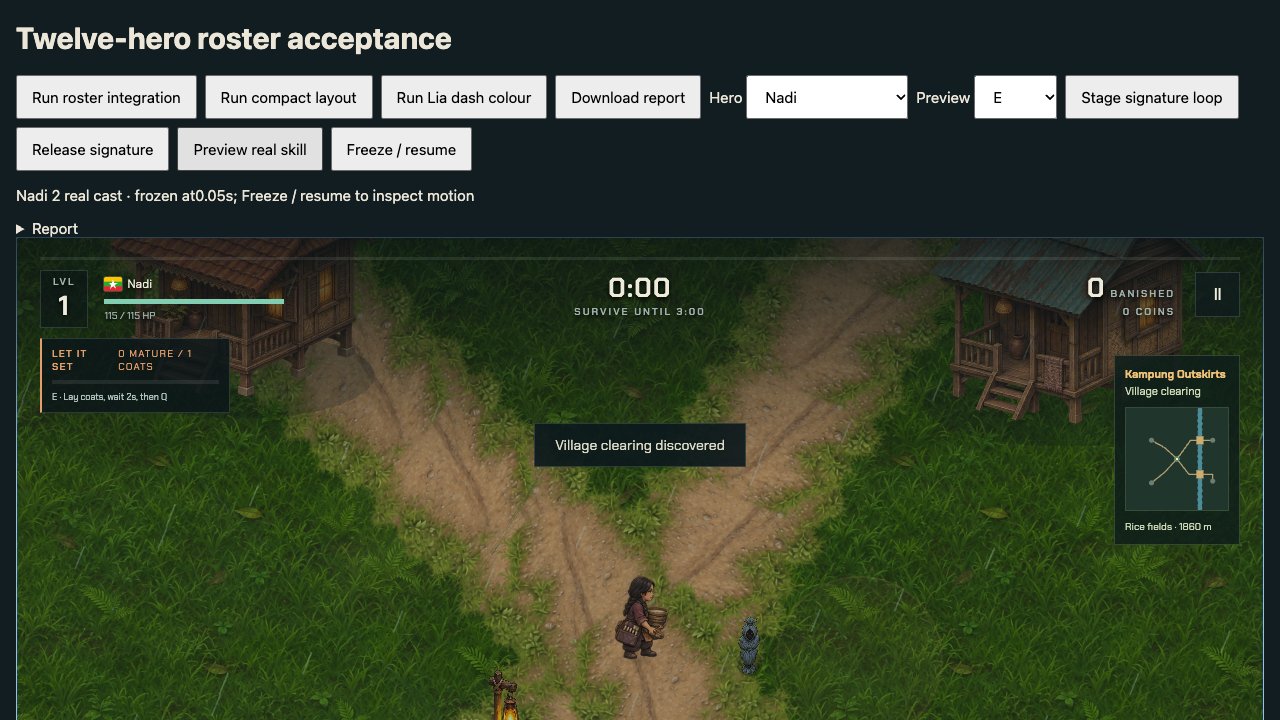 Twelve-hero roster acceptance
Run roster integration Run compact layout Run Lia dash colour Download report Hero Nadi Preview E Stage signature loop
Release signature Preview real skill Freeze / resume
Nadi 2 real cast · frozen at0.05s; Freeze / resume to inspect motion
Report
LVL
1
Nadi
115 / 115 HP
0:00
SURVIVE UNTIL 3:00
0 BANISHED
0 COINS
LET IT SET
0 MATURE / 1 COATS
E · Lay coats, wait 2s, then Q
Kampung Outskirts
Village clearing
Village clearing discovered
Rice fields · 1860 m